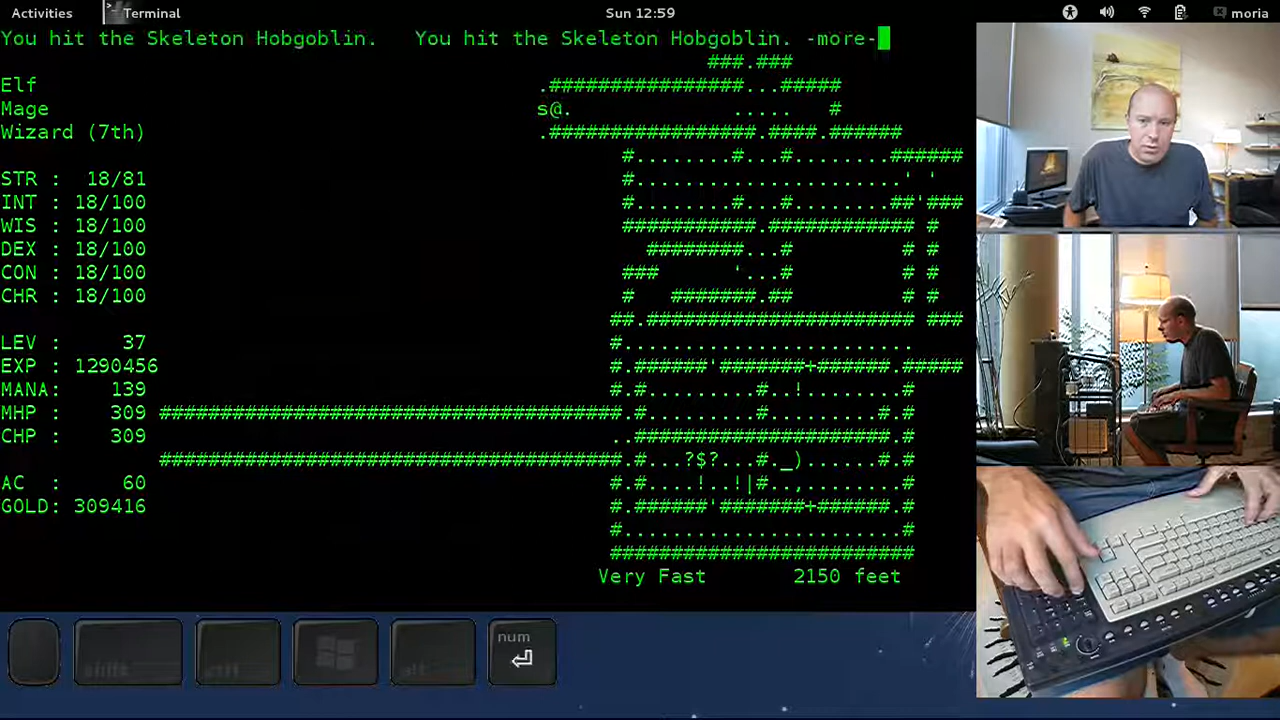 Activities
Terminal
Sun 12:59
moria
You hit the Skeleton Hobgoblin.   You hit the Skeleton Hobgoblin. -more-
###.###
Elf                                          .################...#####
Mage                                         s@.              .....   #
Wizard (7th)                                 .#################.####.######
#........#...#........######
STR :  18/81                                        #......................' '
INT : 18/100                                        #........#...#........##'###
WIS : 18/100                                        ###########.############ #
DEX : 18/100                                          ########...#         # #
CON : 18/100                                        ###      '...#         # #
CHR : 18/100                                        #   #######.##         # #
##.###################### ###
LEV :     37                                       #........................
EXP : 1290456                                      #.######'#######+######.#####
MANA:    139                                       #.#.........#..!........#
MHP :    309 ######################################.#.........#.........#.#
CHP :    309                                       ..#####################.#
######################################.#...?$?...#._)......#.#
AC  :     60                                       #.#....!..!|#..,........#
GOLD: 309416                                       #.######'#######+######.#
#.......................#
#########################
Very Fast       2150 feet
shift
alt
num